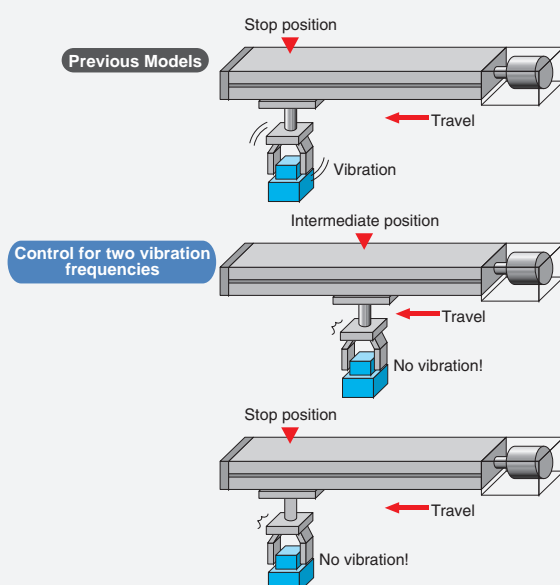 Stop position
Previous Models
Travel
Vibration
Intermediate position
Control for two vibration
frequencies
Travel
No vibration!
Stop position
Travel
No vibration!